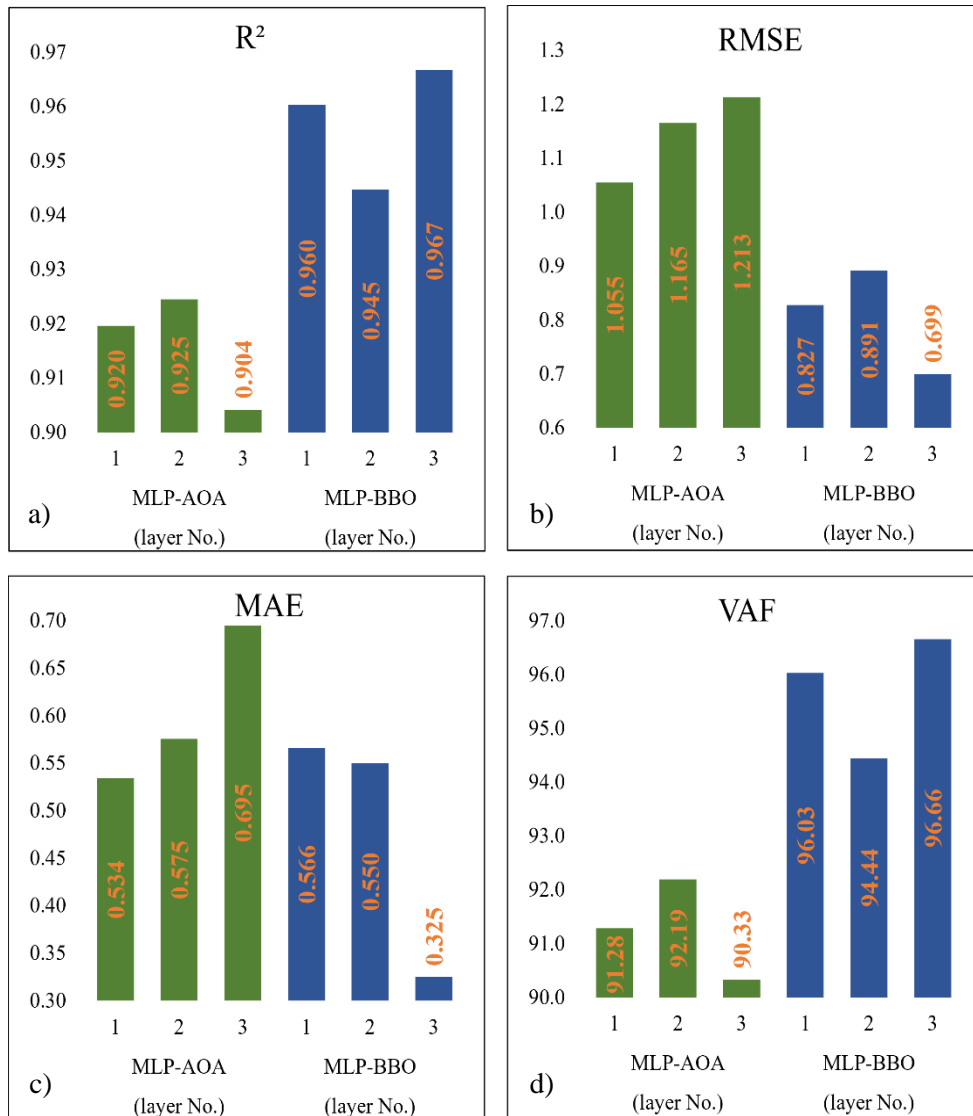 R²
0.97
0.96
0.95
0.94
0.93
0.92
0.91
0.90
0.920
0.925
0.904
0.960
0.945
0.967
1 2 3 1 2 3
MLP-AOA MLP-BBO
(layer No.) (layer No.)
a)
RMSE
1.3
1.2
1.1
1.0
0.9
0.8
0.7
0.6
1.055
1.165
1.213
0.827
0.891
0.699
1 2 3 1 2 3
MLP-AOA MLP-BBO
(layer No.) (layer No.)
b)
MAE
0.70
0.65
0.60
0.55
0.50
0.45
0.40
0.35
0.30
0.534
0.575
0.695
0.566
0.550
0.325
1 2 3 1 2 3
MLP-AOA MLP-BBO
(layer No.) (layer No.)
c)
VAF
97.0
96.0
95.0
94.0
93.0
92.0
91.0
90.0
91.28
92.19
90.33
96.03
94.44
96.66
1 2 3 1 2 3
MLP-AOA MLP-BBO
(layer No.) (layer No.)
d)